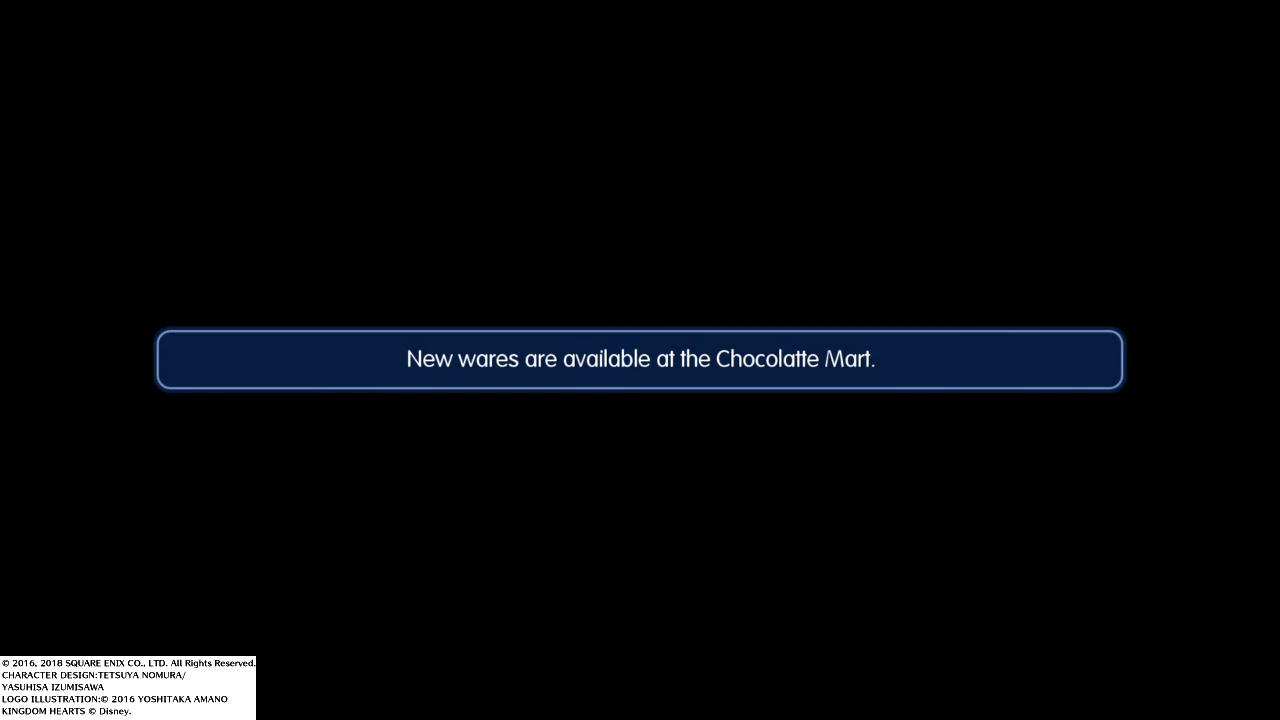 New wares are available at the Chocolatte Mart.
© 2016, 2018 SQUARE ENIX CO., LTD. All Rights Reserved.
CHARACTER DESIGN:TETSUYA NOMURA/
YASUHISA IZUMISAWA
LOGO ILLUSTRATION:© 2016 YOSHITAKA AMANO
KINGDOM HEARTS © Disney.